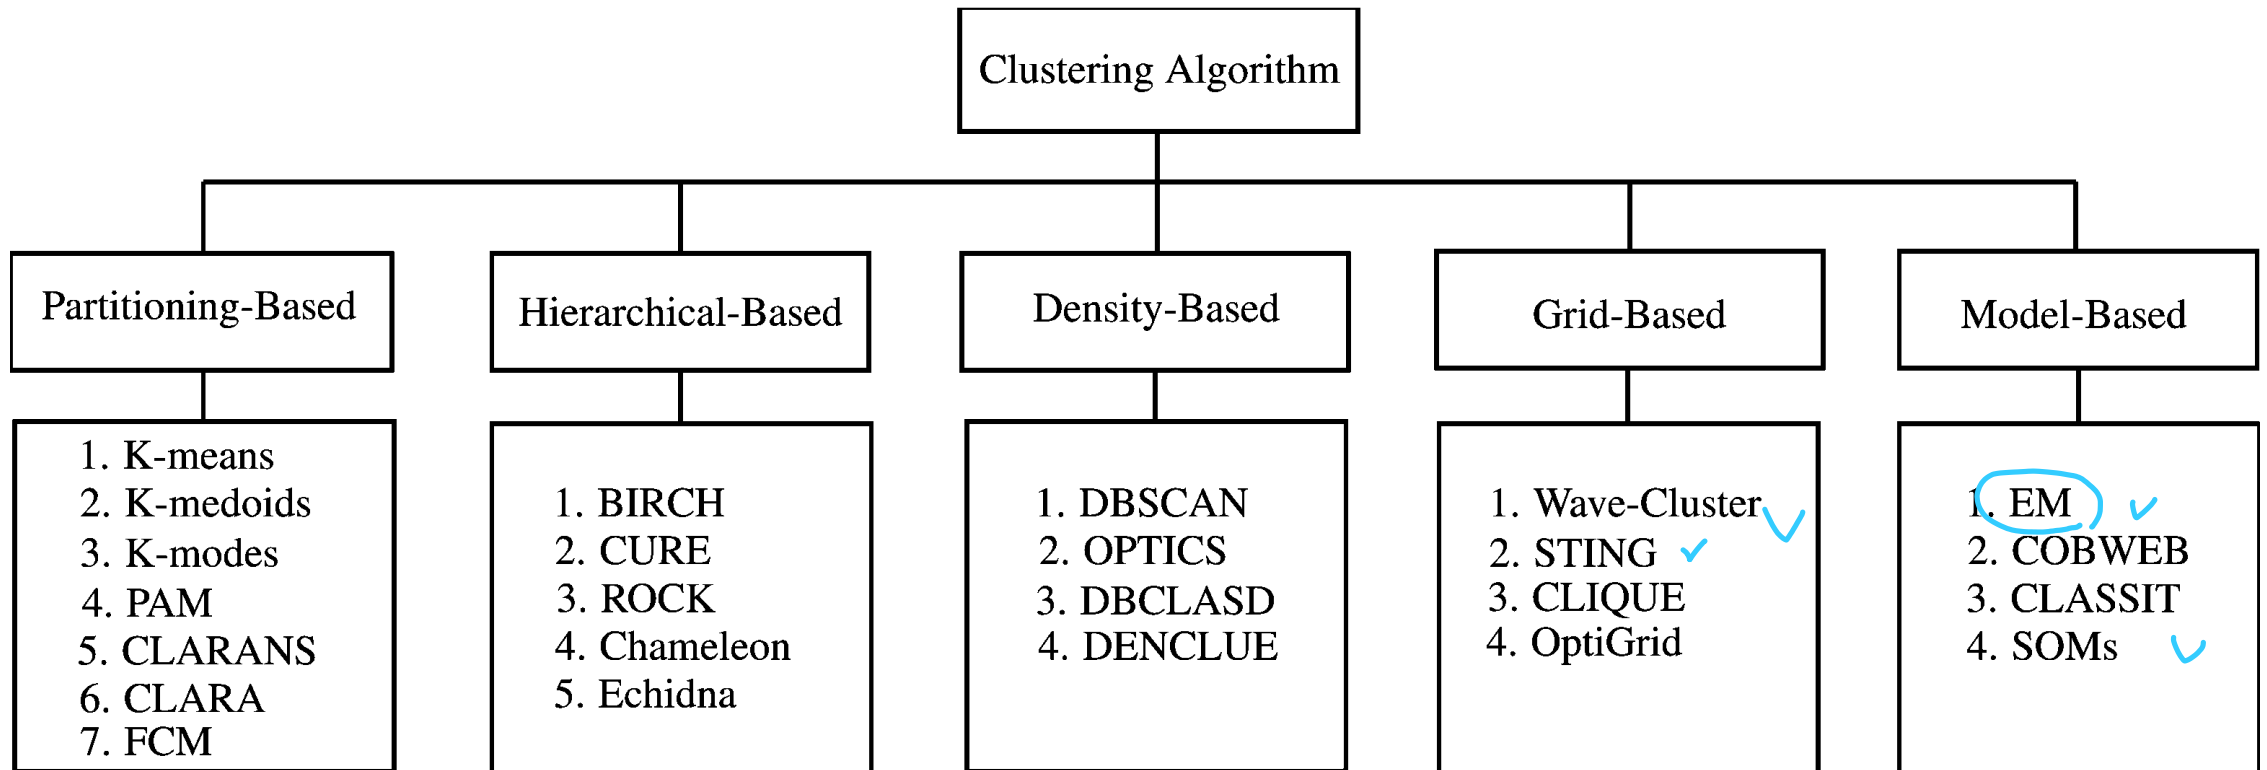 Clustering Algorithm
Partitioning-Based
Hierarchical-Based
Density-Based
Grid-Based
Model-Based
1. K-means
2. K-medoids
3. K-modes
4. PAM
5. CLARANS
6. CLARA
7. FCM
1. BIRCH
2. CURE
3. ROCK
4. Chameleon
5. Echidna
1. DBSCAN
2. OPTICS
3. DBCLASD
4. DENCLUE
1. Wave-Cluster
2. STING
3. CLIQUE
4. OptiGrid
1. EM
2. COBWEB
3. CLASSIT
4. SOMs